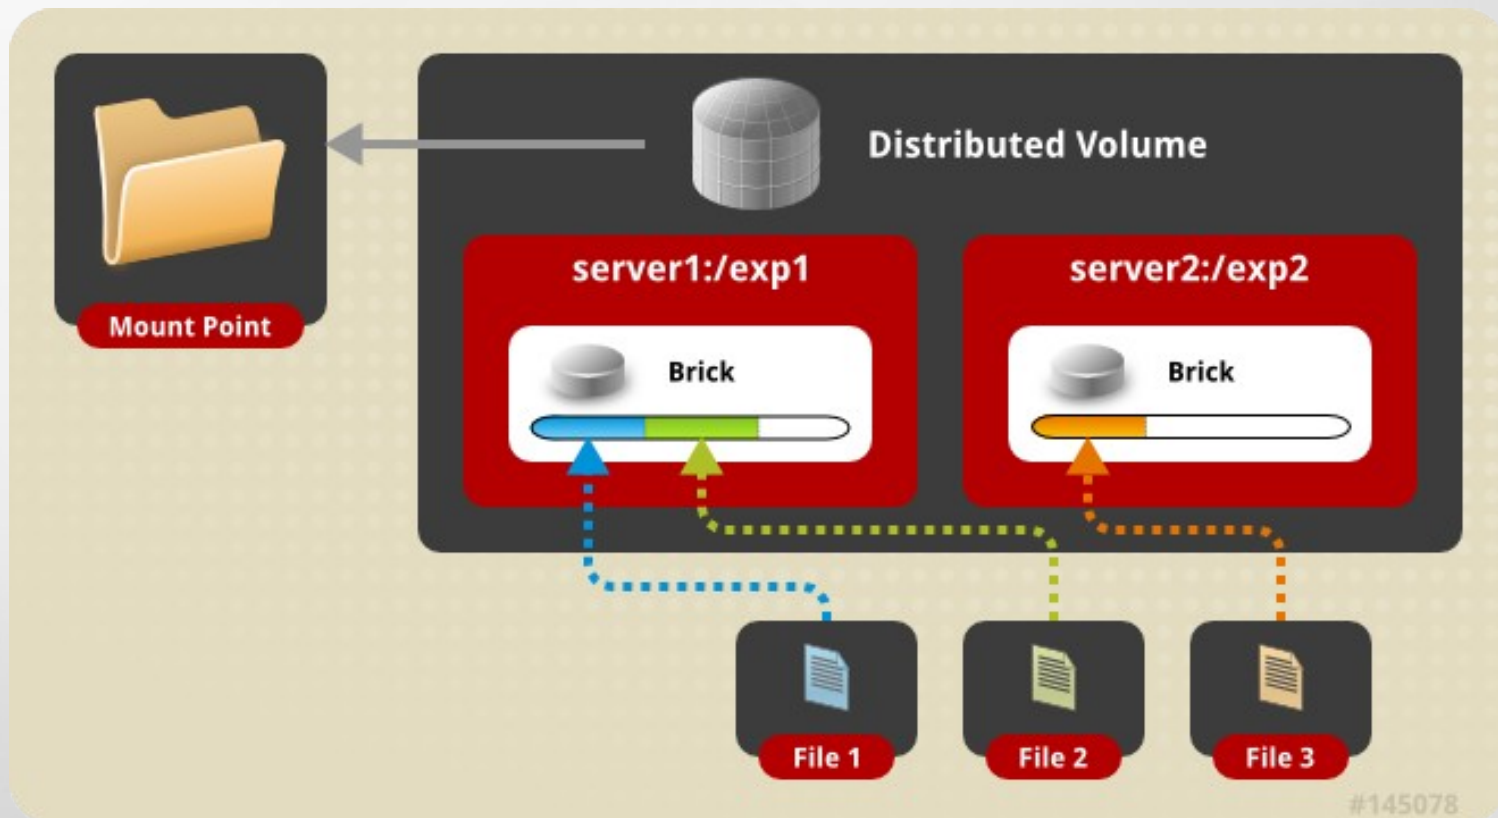 Distributed Volume
server1:/exp1
server2:/exp2
Mount Point
Brick
Brick
File 1
File 2
File 3
#145078